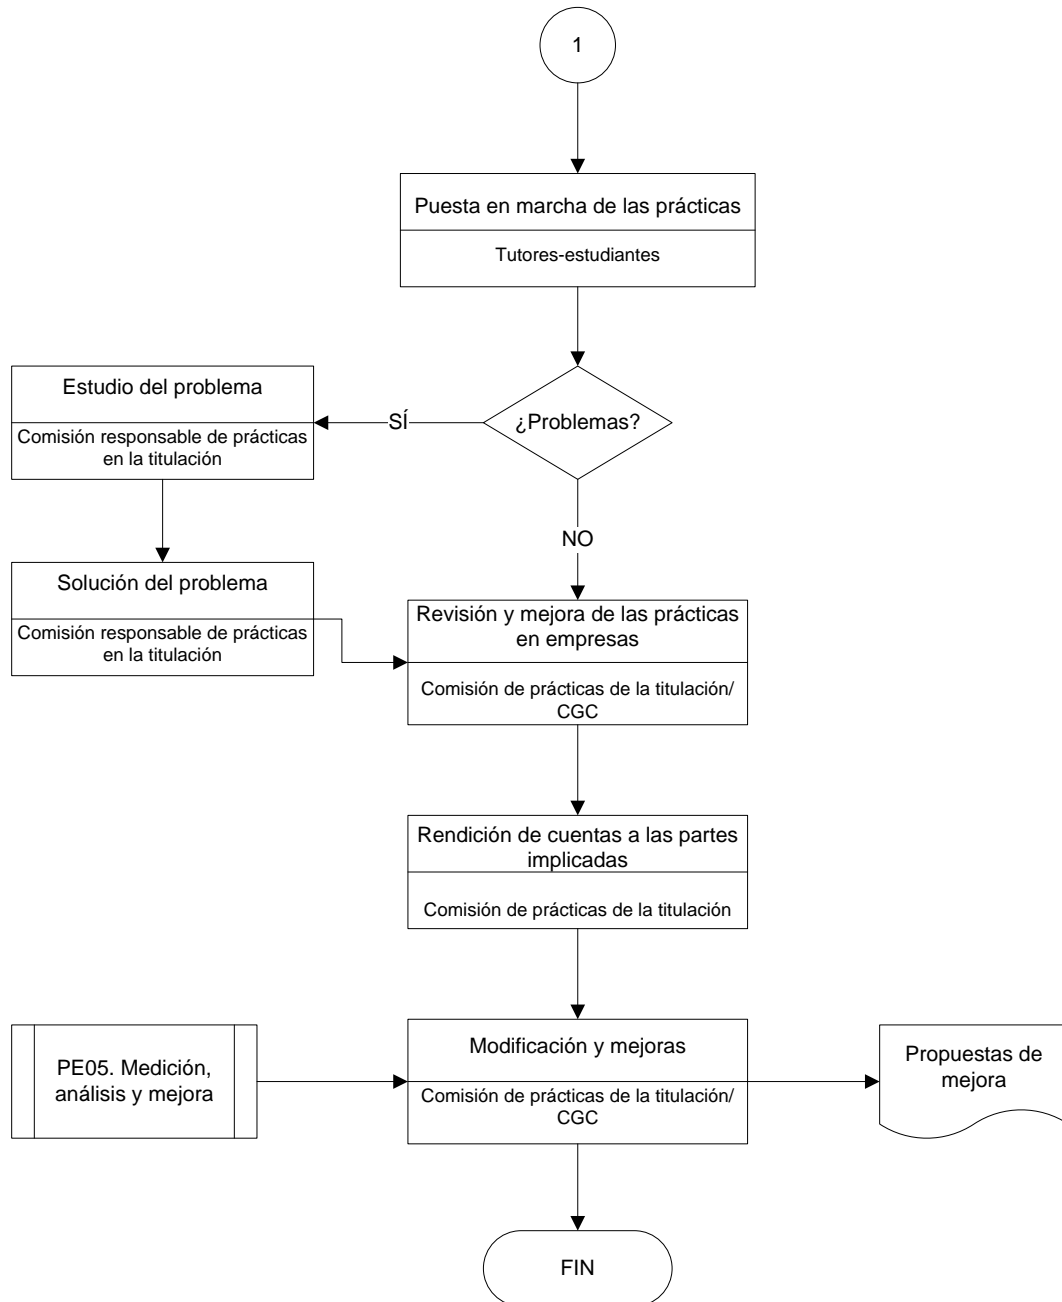 1
Puesta en marcha de las prácticas
Tutores-estudiantes
¿Problemas?
SÍ
Estudio del problema
Comisión responsable de prácticas
en la titulación
Solución del problema
Comisión responsable de prácticas
en la titulación
NO
Revisión y mejora de las prácticas
en empresas
Comisión de prácticas de la titulación/
CGC
Rendición de cuentas a las partes
implicadas
Comisión de prácticas de la titulación
PE05. Medición,
análisis y mejora
Modificación y mejoras
Comisión de prácticas de la titulación/
CGC
Propuestas de
mejora
FIN